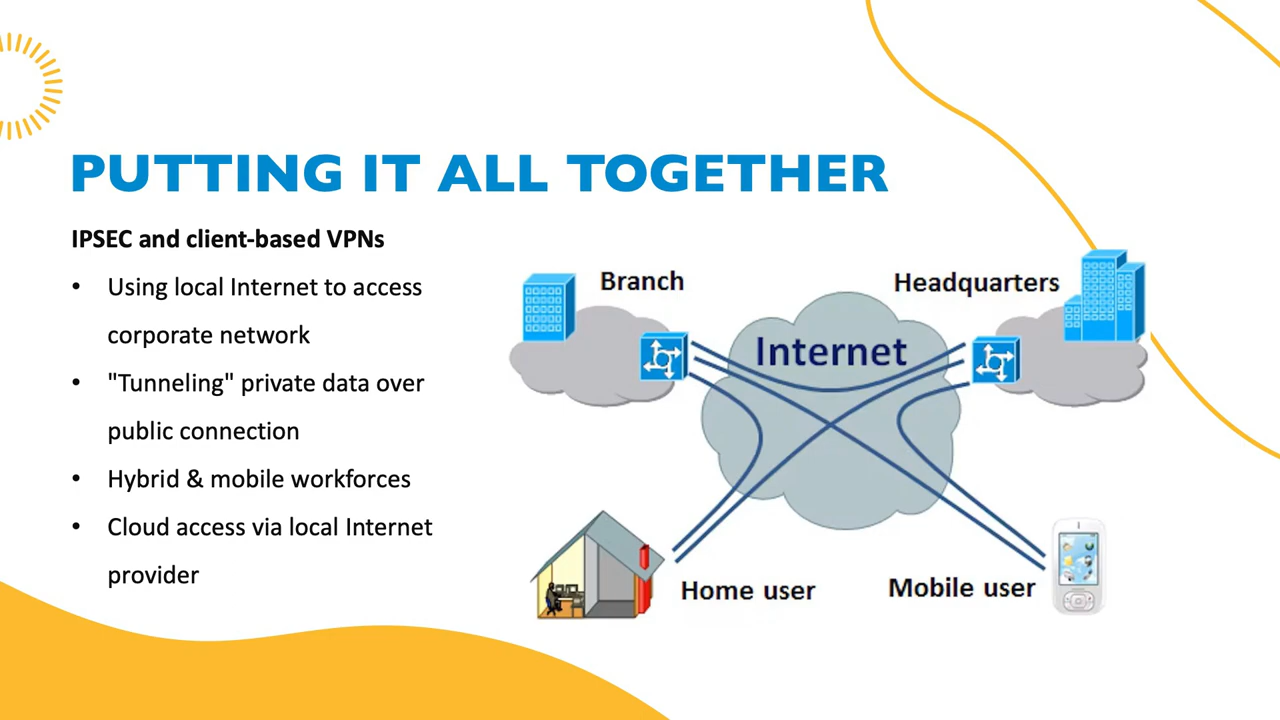 PUTTING IT ALL TOGETHER
IPSEC and client-based VPNs
• Using local Internet to access
corporate network
• "Tunneling" private data over
public connection
• Hybrid & mobile workforces
• Cloud access via local Internet
provider
Branch
Headquarters
Internet
Home user
Mobile user